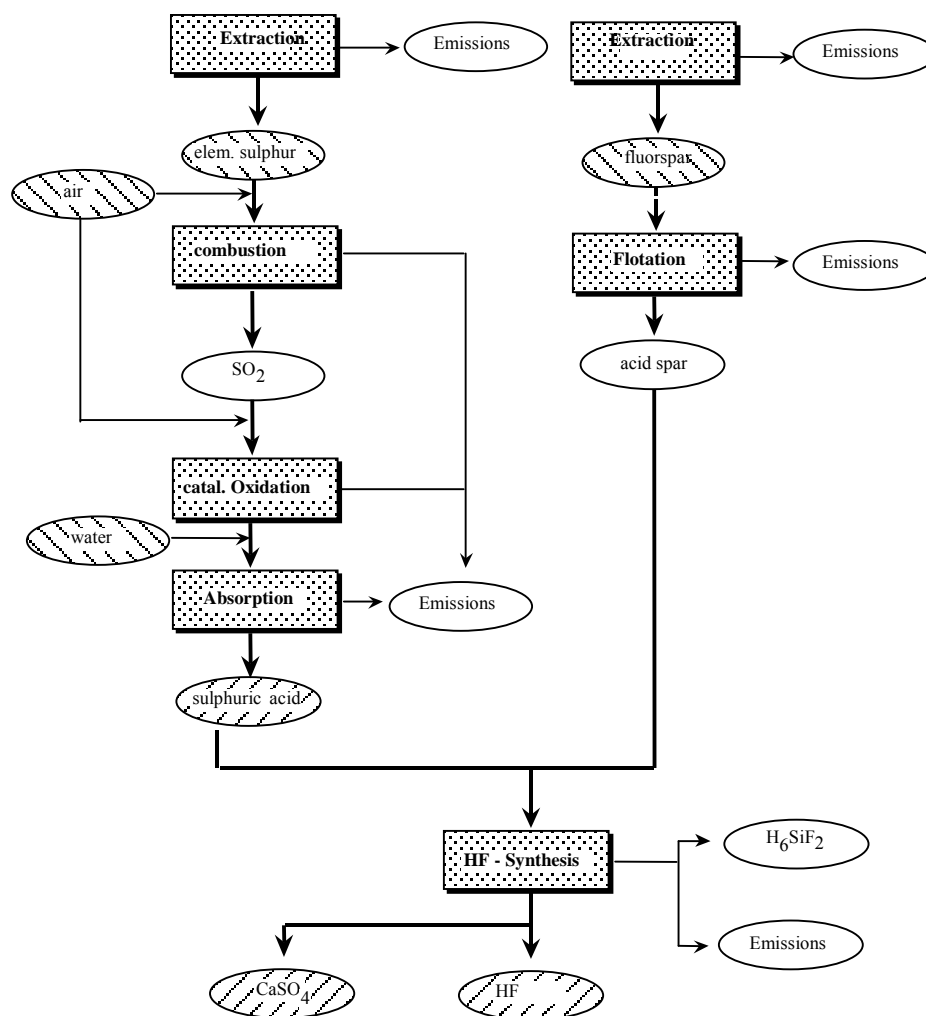 Extraction
Emissions
Extraction
Emissions
elem. sulphur
fluorspar
air
combustion
Flotation
Emissions
SO2
acid spar
catal. Oxidation
water
Absorption
Emissions
sulphuric acid
HF - Synthesis
H6SiF2
Emissions
CaSO4
HF